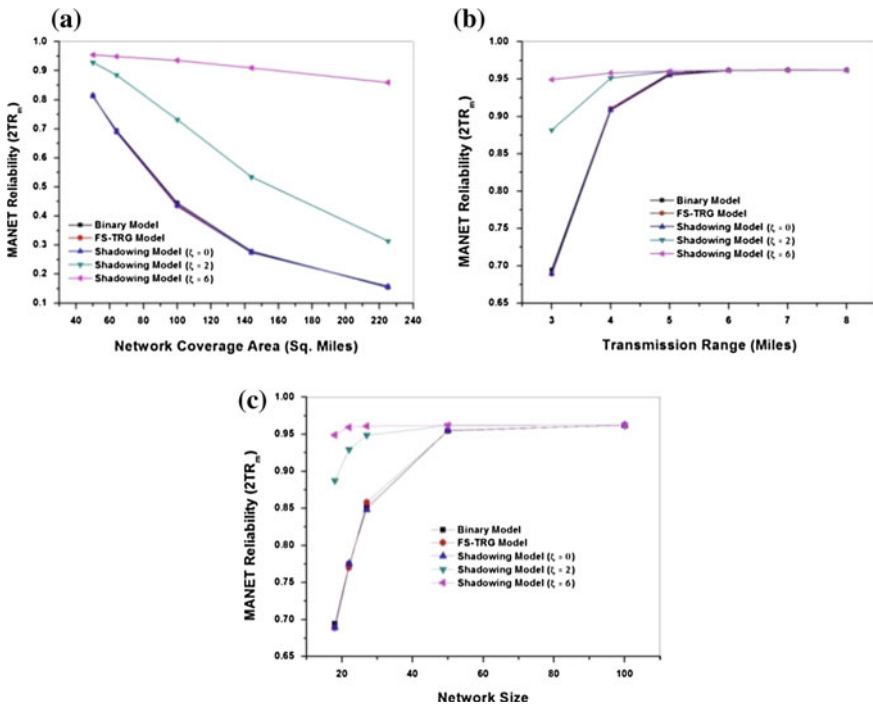 (a)
MANET Reliability (2TRm)
1.0
0.9
0.8
0.7
0.6
0.5
0.4
0.3
0.2
0.1
Binary Model
FS-TRG Model
Shadowing Model (ξ = 0)
Shadowing Model (ξ = 2)
Shadowing Model (ξ = 6)
40 60 80 100 120 140 160 180 200 220 240
Network Coverage Area (Sq. Miles)
(b)
MANET Reliability (2TRm)
1.00
0.95
0.90
0.85
0.80
0.75
0.70
0.65
Binary Model
FS-TRG Model
Shadowing Model (ξ = 0)
Shadowing Model (ξ = 2)
Shadowing Model (ξ = 6)
3 4 5 6 7 8
Transmission Range (Miles)
(c)
MANET Reliability (2TRm)
1.00
0.95
0.90
0.85
0.80
0.75
0.70
0.65
Binary Model
FS-TRG Model
Shadowing Model (ξ = 0)
Shadowing Model (ξ = 2)
Shadowing Model (ξ = 6)
20 40 60 80 100
Network Size